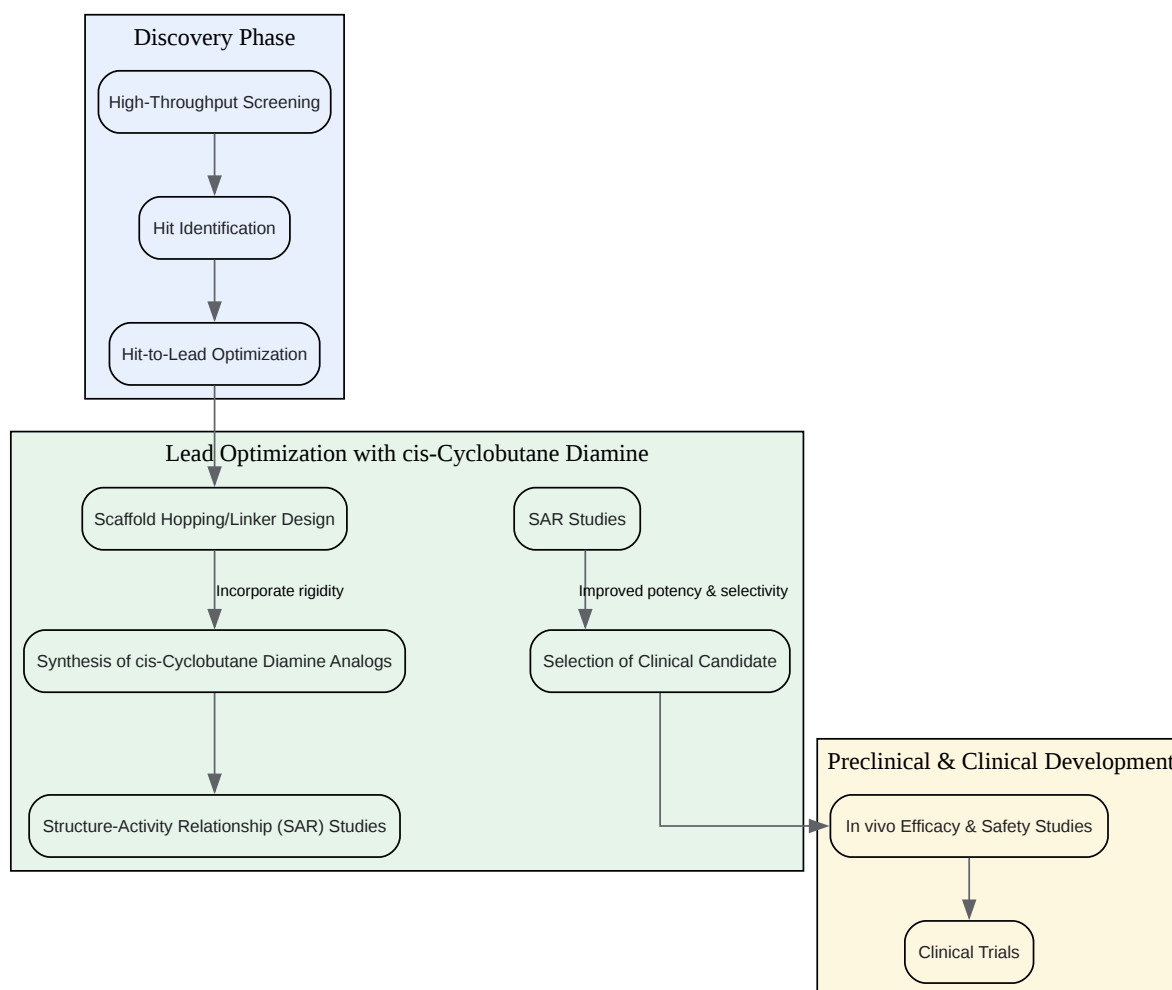 Discovery Phase
High-Throughput Screening
Hit Identification
Hit-to-Lead Optimization
Lead Optimization with cis-Cyclobutane Diamine
Scaffold Hopping/Linker Design
SAR Studies
Incorporate rigidity
Improved potency & selectivity
Synthesis of cis-Cyclobutane Diamine Analogs
Selection of Clinical Candidate
Structure-Activity Relationship (SAR) Studies
Preclinical & Clinical Development
In vivo Efficacy & Safety Studies
Clinical Trials